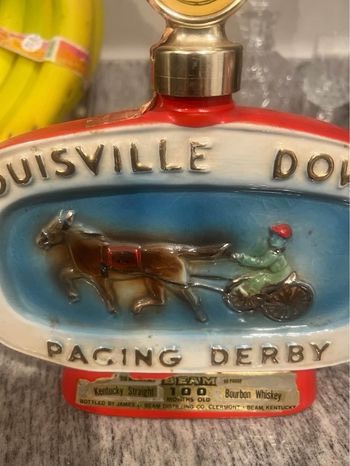 OUISVILLE DOW
PACING DERBY
BEAM
Kentucky Straight 100 Bourbon Whiskey
MONTHS OLD
BOTTLED BY JAMES B. BEAM DISTILLING CO. CLERMONT - BEAM, KENTUCKY